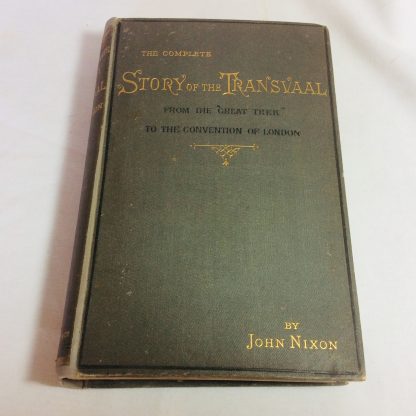 THE COMPLETE
STORY OF THE TRANSVAAL
FROM THE "GREAT TREK"
TO THE CONVENTION OF LONDON
BY
JOHN NIXON